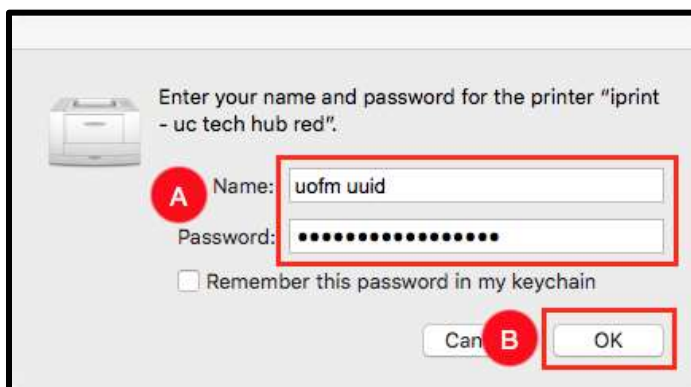 Enter your name and password for the printer “iprint
- uc tech hub red”.
A
Name: uofm uuid
Password: •••••••••••••••••
Remember this password in my keychain
Can B OK